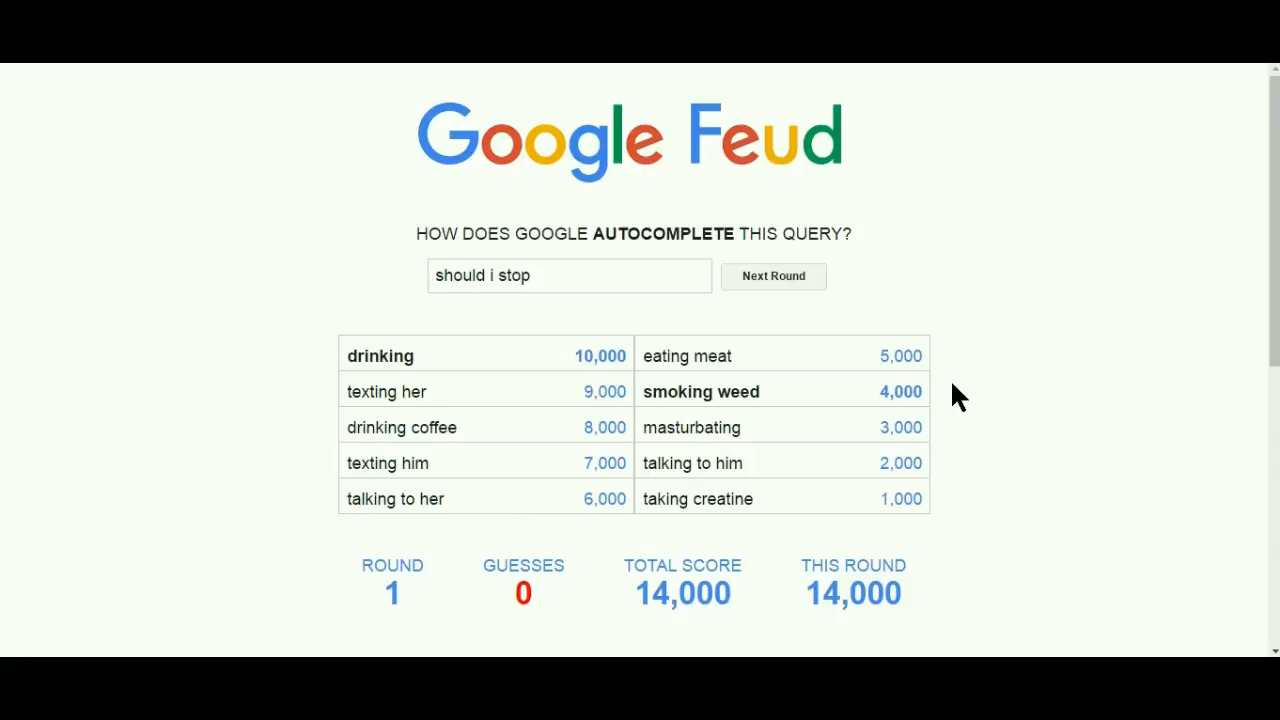 Google Feud
HOW DOES GOOGLE AUTOCOMPLETE THIS QUERY?
should i stop Next Round
drinking 10,000 eating meat 5,000
texting her 9,000 smoking weed 4,000
drinking coffee 8,000 masturbating 3,000
texting him 7,000 talking to him 2,000
talking to her 6,000 taking creatine 1,000
ROUND GUESSES TOTAL SCORE THIS ROUND
1 0 14,000 14,000